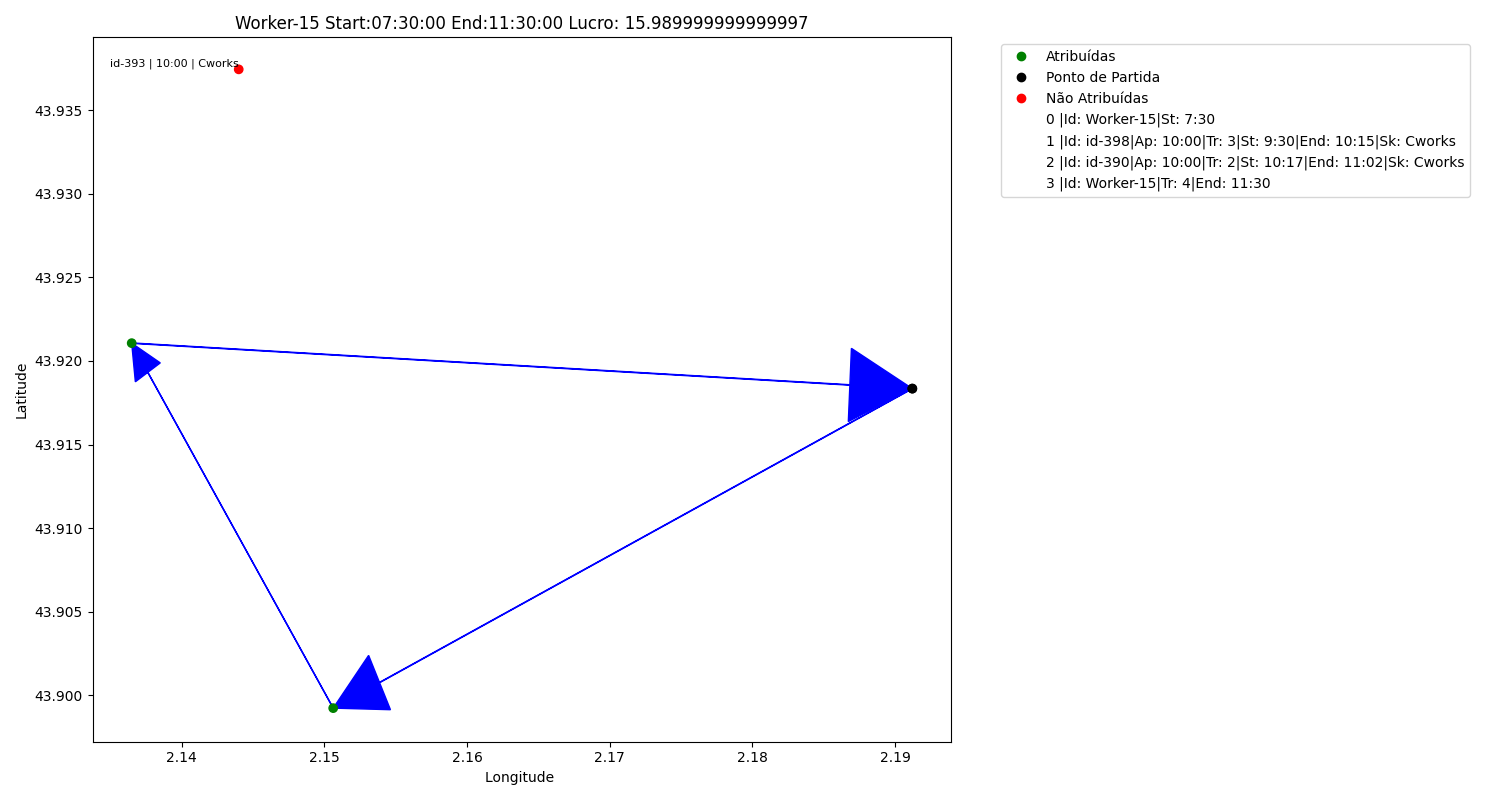 Worker-15 Start:07:30:00 End:11:30:00 Lucro: 15.989999999999997
id-393 | 10:00 | Cworks
43.935
43.930
43.925
43.920
43.915
43.910
43.905
43.900
Latitude
2.14 2.15 2.16 2.17 2.18 2.19
Longitude
Atribuídas
Ponto de Partida
Não Atribuídas
0 |Id: Worker-15|St: 7:30
1 |Id: id-398|Ap: 10:00|Tr: 3|St: 9:30|End: 10:15|Sk: Cworks
2 |Id: id-390|Ap: 10:00|Tr: 2|St: 10:17|End: 11:02|Sk: Cworks
3 |Id: Worker-15|Tr: 4|End: 11:30